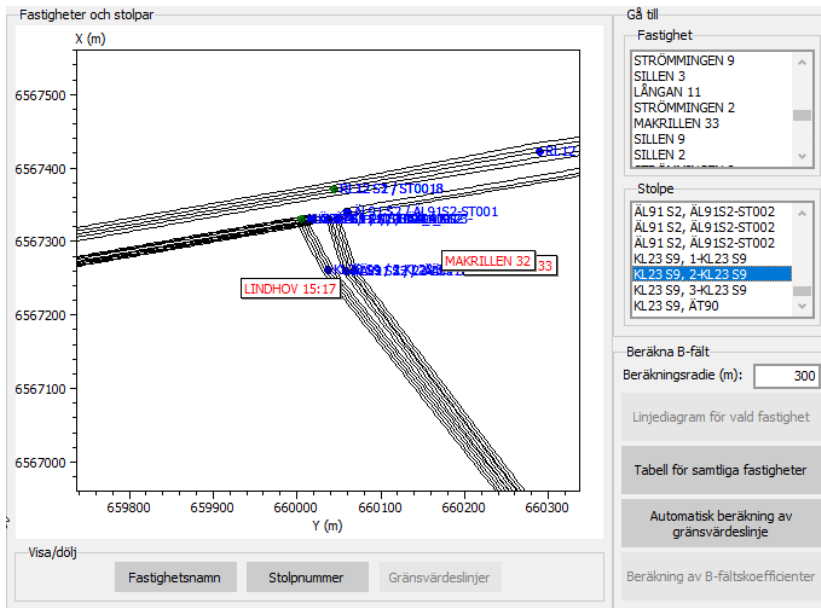 Fastigheter och stolpar
X (m)
6567500
6567400
6567300
6567200
6567100
6567000
RL12
RL12 S2 / ST0018
ÄL91S2 / ÄL91S2-ST001
MAKRILLEN 32
33
LINDHOV 15:17
659800
659900
660000
660100
660200
660300
Y (m)
Visa/dölj
Fastighetsnamn
Stolpnummer
Gränsvärdeslinjer
Gå till
Fastighet
STRÖMMINGEN 9
SILLEN 3
LÅNGAN 11
STRÖMMINGEN 2
MAKRILLEN 33
SILLEN 9
SILLEN 2
Stolpe
ÄL91 S2, ÄL91S2-ST002
ÄL91 S2, ÄL91S2-ST002
ÄL91 S2, ÄL91S2-ST002
KL23 S9, 1-KL23 S9
KL23 S9, 2-KL23 S9
KL23 S9, 3-KL23 S9
KL23 S9, ÄT90
Beräkna B-fält
Beräkningsradie (m):
300
Linjediagram för vald fastighet
Tabell för samtliga fastigheter
Automatisk beräkning av
gränsvärdeslinje
Beräkning av B-fältskoefficienter